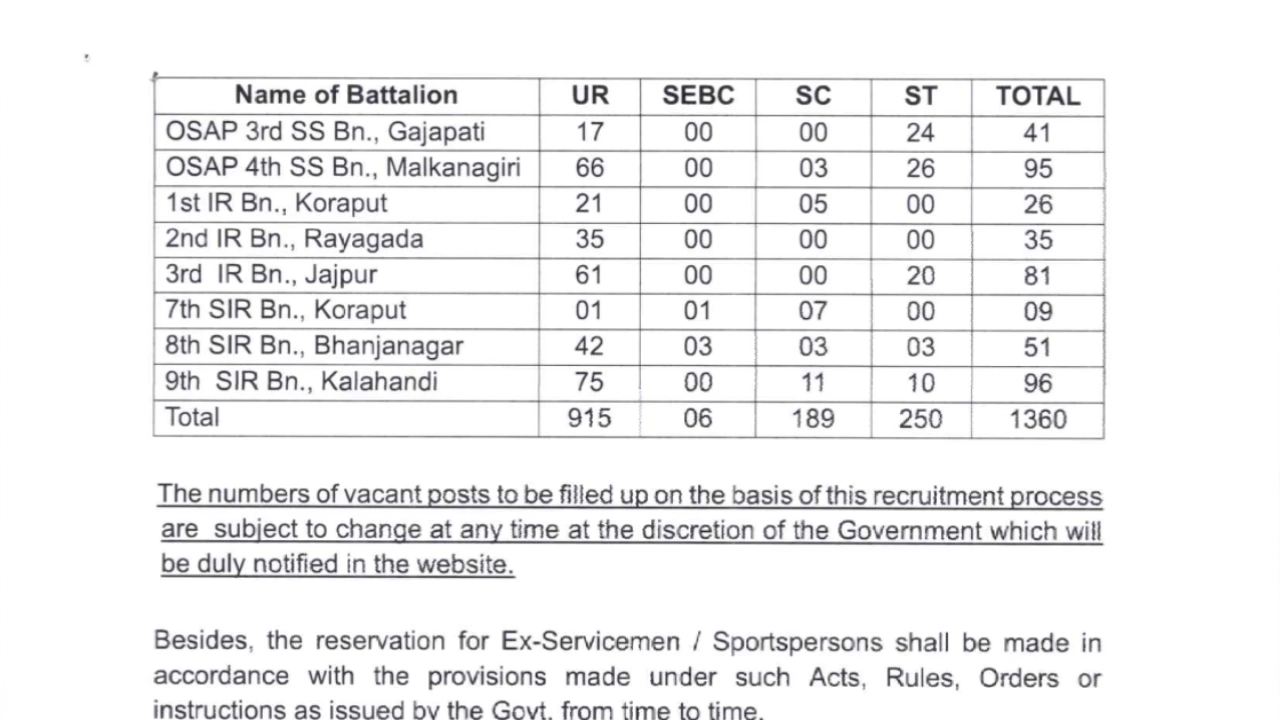 Name of Battalion UR SEBC SC ST TOTAL
OSAP 3rd SS Bn., Gajapati 17 00 00 24 41
OSAP 4th SS Bn., Malkanagiri 66 00 03 26 95
1st IR Bn., Koraput 21 00 05 00 26
2nd IR Bn., Rayagada 35 00 00 00 35
3rd IR Bn., Jajpur 61 00 00 20 81
7th SIR Bn., Koraput 01 01 07 00 09
8th SIR Bn., Bhanjanagar 42 03 03 03 51
9th SIR Bn., Kalahandi 75 00 11 10 96
Total 915 06 189 250 1360
The numbers of vacant posts to be filled up on the basis of this recruitment process
are subject to change at any time at the discretion of the Government which will
be duly notified in the website.
Besides, the reservation for Ex-Servicemen / Sportspersons shall be made in
accordance with the provisions made under such Acts, Rules, Orders or
instructions as issued by the Govt. from time to time.